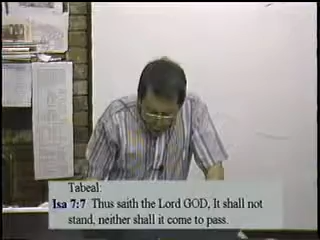 Tabeal:
Isa 7:7 Thus saith the Lord GOD, It shall not
stand, neither shall it come to pass.